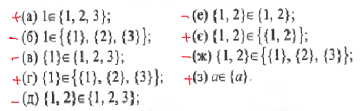 +(а) 1∈{1, 2, 3};
-(б) 1∈{{1}, {2}, {3}};
-(в) {1}∈{1, 2, 3};
+(г) {1}∈{{1}, {2}, {3}};
-(д) {1, 2}∈{1, 2, 3};
-(е) {1, 2}∈{1, 2};
+(є) {1, 2}∈{{1, 2}};
-(ж) {1, 2}∈{{1}, {2}, {3}};
+(з) a∈{a}.